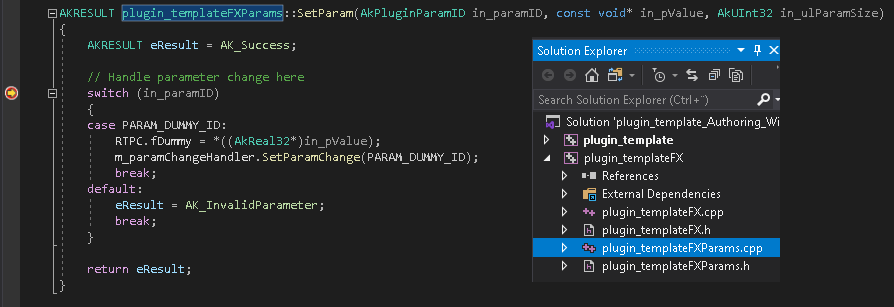 AKRESULT plugin_templateFXParams::SetParam(AkPluginParamID in_paramID, const void* in_pValue, AkUInt32 in_ulParamSize)
{
AKRESULT eResult = AK_Success;
// Handle parameter change here
switch (in_paramID)
{
case PARAM_DUMMY_ID:
RTPC.fDummy = *((AkReal32*)in_pValue);
m_paramChangeHandler.SetParamChange(PARAM_DUMMY_ID);
break;
default:
eResult = AK_InvalidParameter;
break;
}
return eResult;
}
Solution Explorer
Search Solution Explorer (Ctrl+¨)
Solution 'plugin_template_Authoring_Wi
plugin_template
plugin_templateFX
References
External Dependencies
plugin_templateFX.cpp
plugin_templateFX.h
plugin_templateFXParams.cpp
plugin_templateFXParams.h